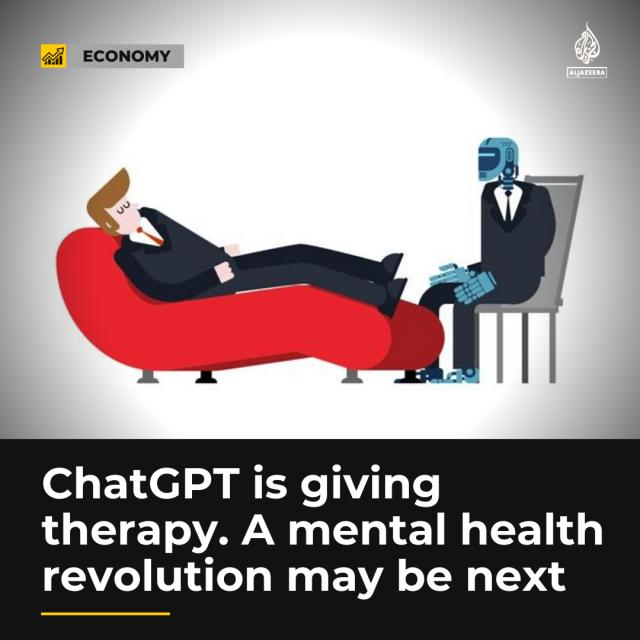 ECONOMY
ALJAZEERA
ChatGPT is giving
therapy. A mental health
revolution may be next